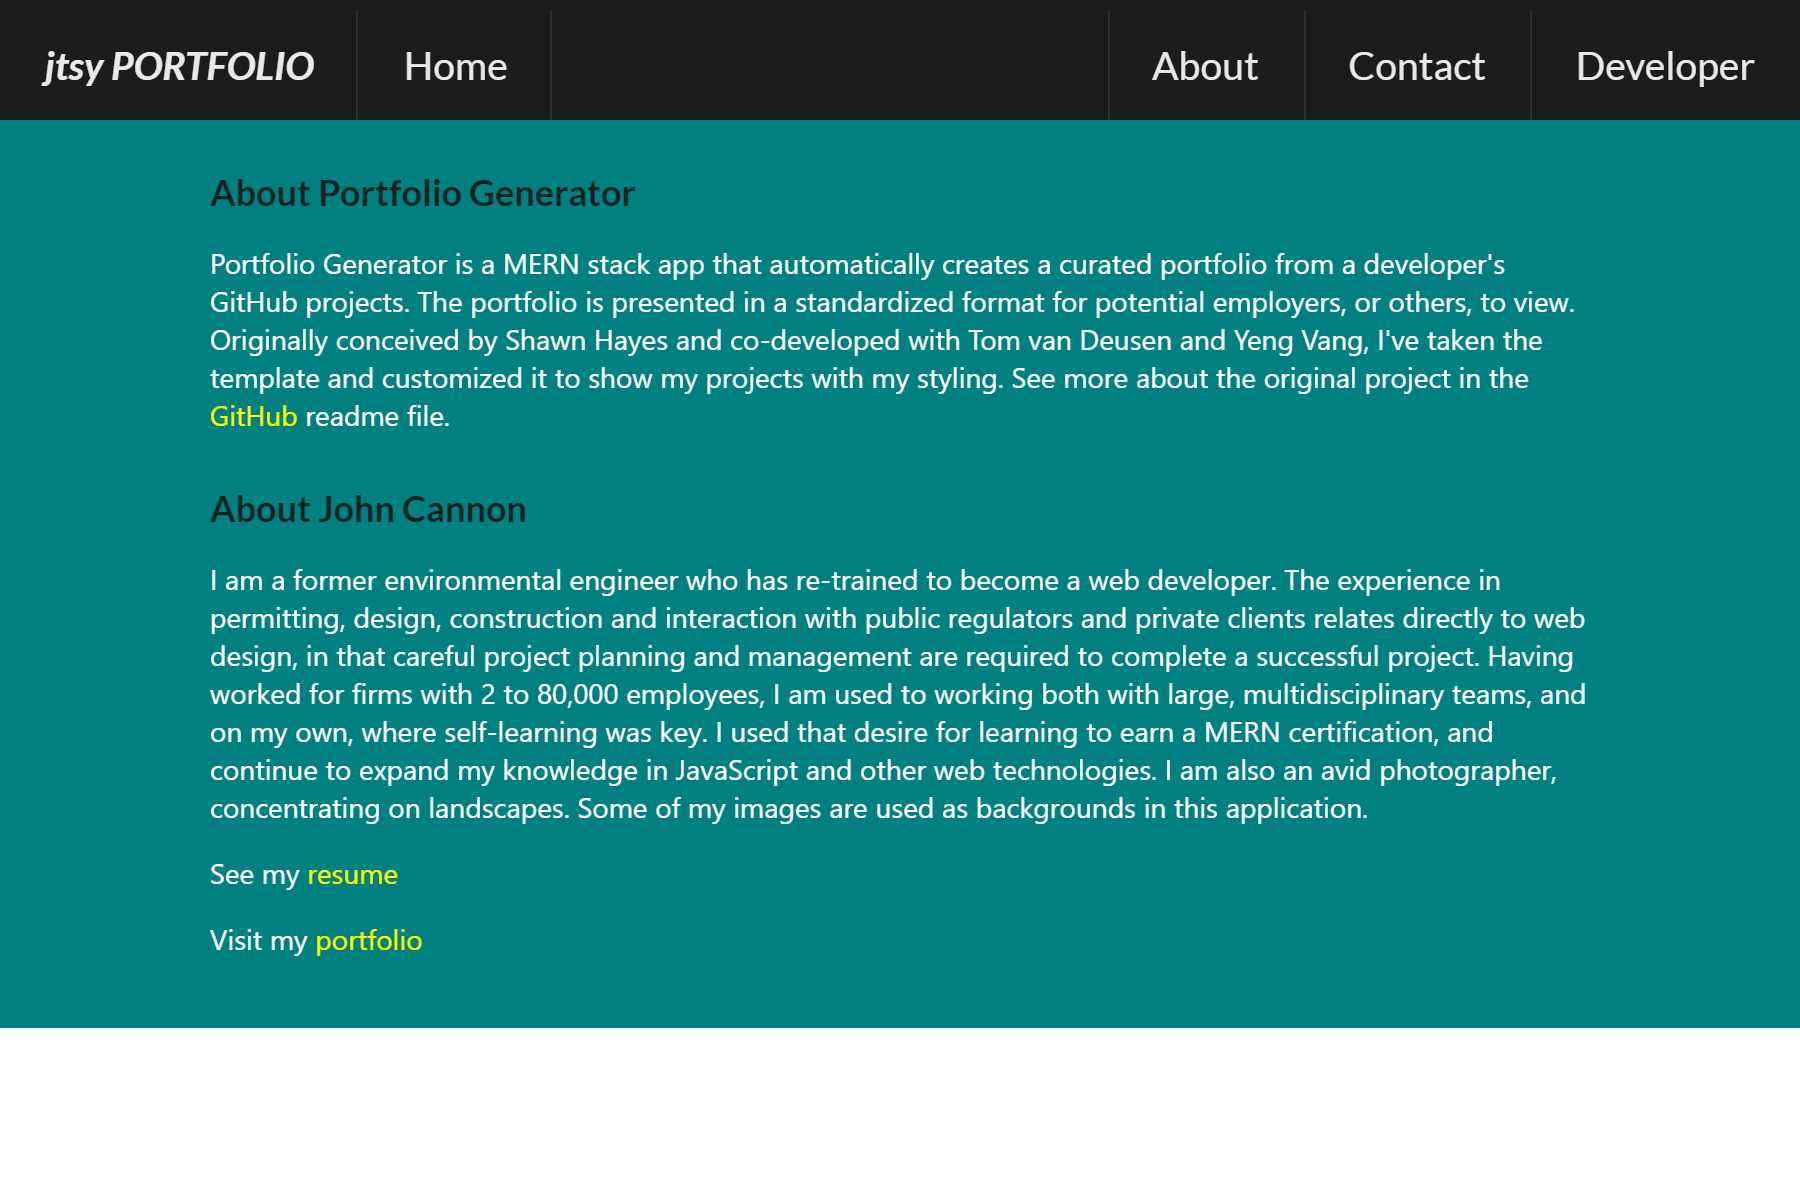 jtsy PORTFOLIO Home About Contact Developer
About Portfolio Generator
Portfolio Generator is a MERN stack app that automatically creates a curated portfolio from a developer's
GitHub projects. The portfolio is presented in a standardized format for potential employers, or others, to view.
Originally conceived by Shawn Hayes and co-developed with Tom van Deusen and Yeng Vang, I've taken the
template and customized it to show my projects with my styling. See more about the original project in the
GitHub readme file.
About John Cannon
I am a former environmental engineer who has re-trained to become a web developer. The experience in
permitting, design, construction and interaction with public regulators and private clients relates directly to web
design, in that careful project planning and management are required to complete a successful project. Having
worked for firms with 2 to 80,000 employees, I am used to working both with large, multidisciplinary teams, and
on my own, where self-learning was key. I used that desire for learning to earn a MERN certification, and
continue to expand my knowledge in JavaScript and other web technologies. I am also an avid photographer,
concentrating on landscapes. Some of my images are used as backgrounds in this application.
See my resume
Visit my portfolio